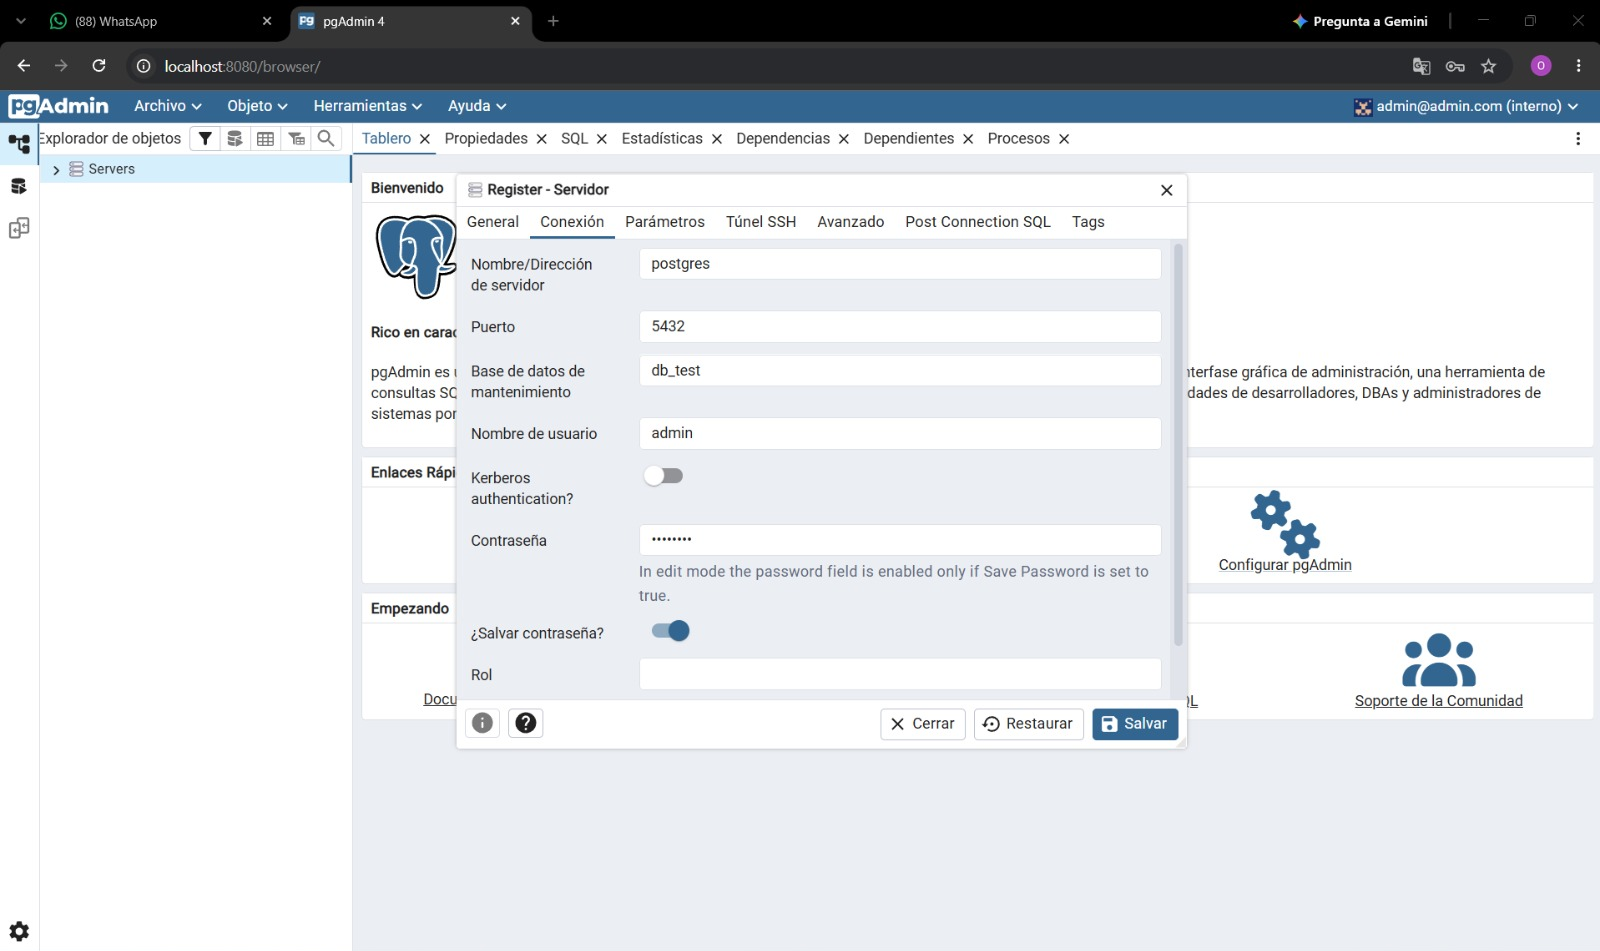 (88) WhatsApp
pgAdmin 4
Pregunta a Gemini
localhost:8080/browser/
O
pgAdmin
Archivo
Objeto
Herramientas
Ayuda
admin@admin.com (interno)
Explorador de objetos
Tablero
Propiedades
SQL
Estadísticas
Dependencias
Dependientes
Procesos
Servers
Bienvenido
Register - Servidor
General
Conexión
Parámetros
Túnel SSH
Avanzado
Post Connection SQL
Tags
Nombre/Dirección
de servidor
postgres
Rico en carac
Puerto
5432
pgAdmin es
Base de datos de
mantenimiento
db_test
nterfase gráfica de administración, una herramienta de
consultas SQ
dades de desarrolladores, DBAs y administradores de
sistemas por
Nombre de usuario
admin
Enlaces Rápi
Kerberos
authentication?
Contraseña
••••••••
In edit mode the password field is enabled only if Save Password is set to
true.
Configurar pgAdmin
Empezando
¿Salvar contraseña?
Rol
Docu
QL
Soporte de la Comunidad
Cerrar
Restaurar
Salvar